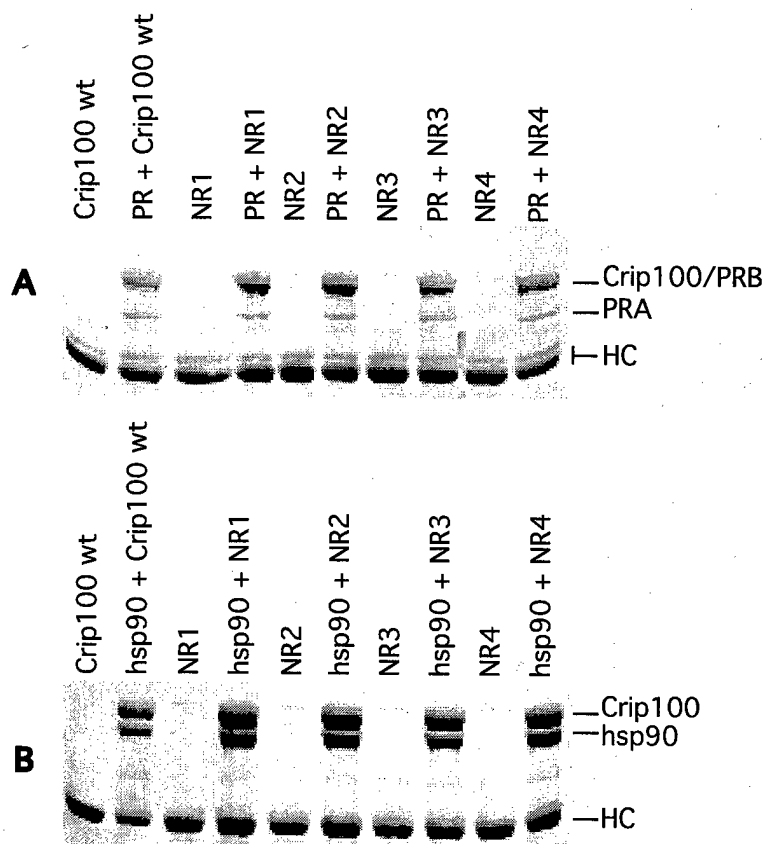 Crip100 wt
PR + Crip100 wt
NR1
PR + NR1
NR2
PR + NR2
NR3
PR + NR3
NR4
PR + NR4
A
Crip100/PRB
PRA
HC
Crip100 wt
hsp90 + Crip100 wt
NR1
hsp90 + NR1
NR2
hsp90 + NR2
NR3
hsp90 + NR3
NR4
hsp90 + NR4
B
Crip100
hsp90
HC